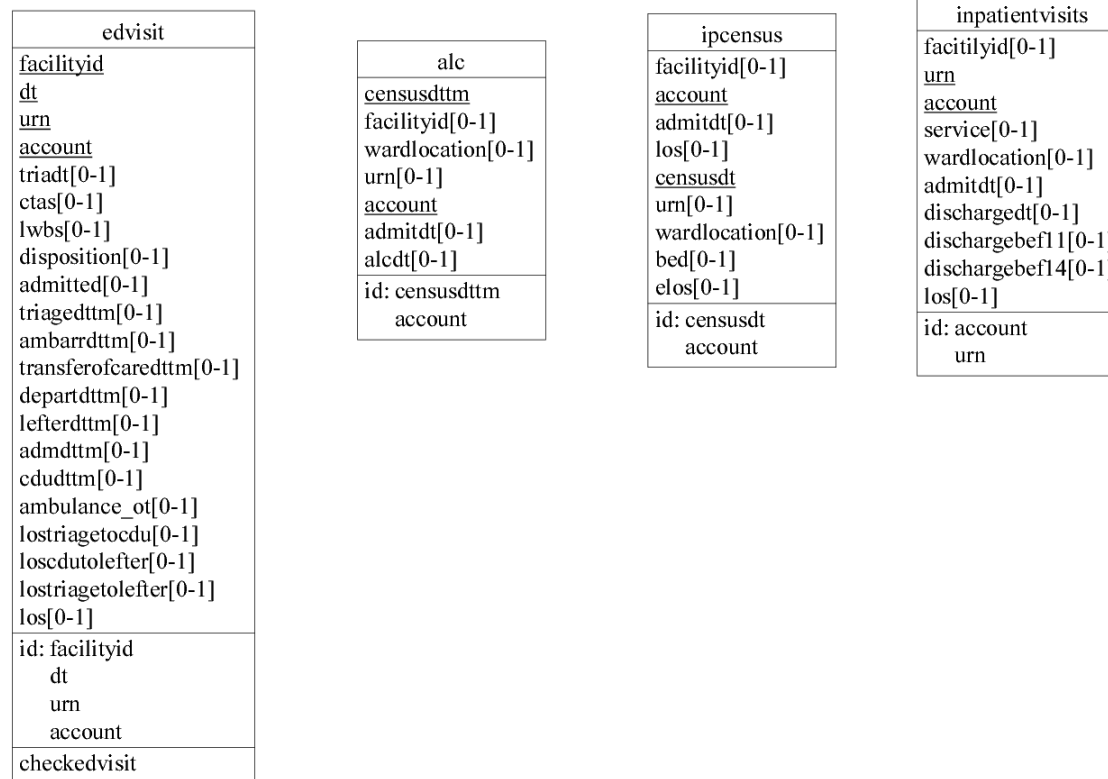 edvisit
facilityid
dt
urn
account
triadt[0-1]
ctas[0-1]
lwbs[0-1]
disposition[0-1]
admitted[0-1]
triagedttm[0-1]
ambarrdttm[0-1]
transferofcaredttm[0-1]
departdttm[0-1]
lefterdttm[0-1]
admdttm[0-1]
cdudttm[0-1]
ambulance_ot[0-1]
lostriagetocdu[0-1]
loscdutolefter[0-1]
lostriagetolefter[0-1]
los[0-1]
id: facilityid
dt
urn
account
checkedvisit
alc
censusdttm
facilityid[0-1]
wardlocation[0-1]
urn[0-1]
account
admitdt[0-1]
alcdt[0-1]
id: censusdttm
account
ipcensus
facilityid[0-1]
account
admitdt[0-1]
los[0-1]
censusdt
urn[0-1]
wardlocation[0-1]
bed[0-1]
elos[0-1]
id: censusdt
account
inpatientvisits
facitilyid[0-1]
urn
account
service[0-1]
wardlocation[0-1]
admitdt[0-1]
dischargedt[0-1]
dischargebef11[0-1]
dischargebef14[0-1]
los[0-1]
id: account
urn